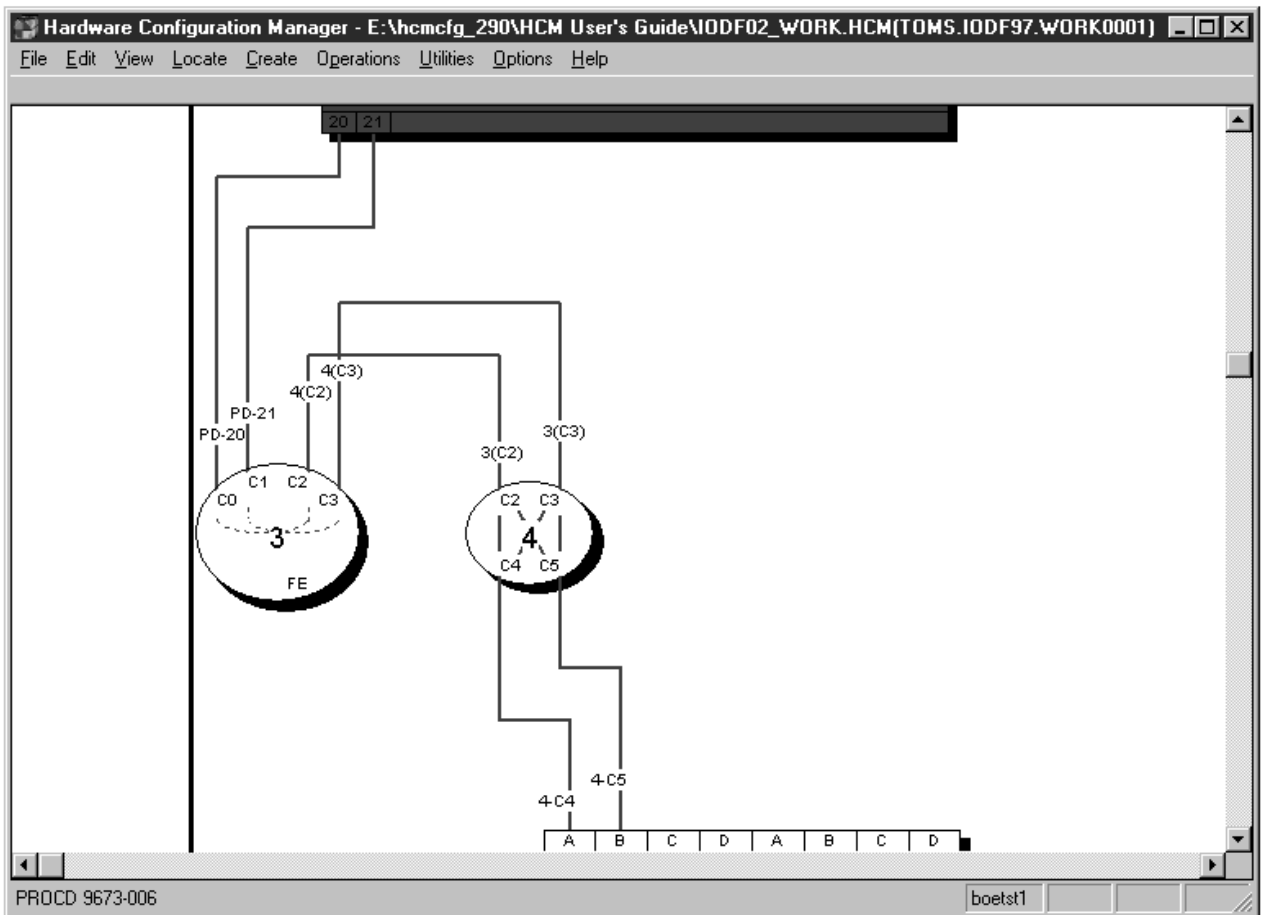 Hardware Configuration Manager - E:\hcmcfg_290\HCM User's Guide\IODF02_WORK.HCM(TOMS.IODF97.WORK0001)
File Edit View Locate Create Operations Utilities Options Help
20 21
4(C3)
4(C2)
PD-21
PD-20
3(C3)
3(C2)
C1 C2
C0 C3
3
FE
C2 C3
4
C4 C5
4-C5
4-C4
A B C D A B C D
PROCD 9673-006
boetst1